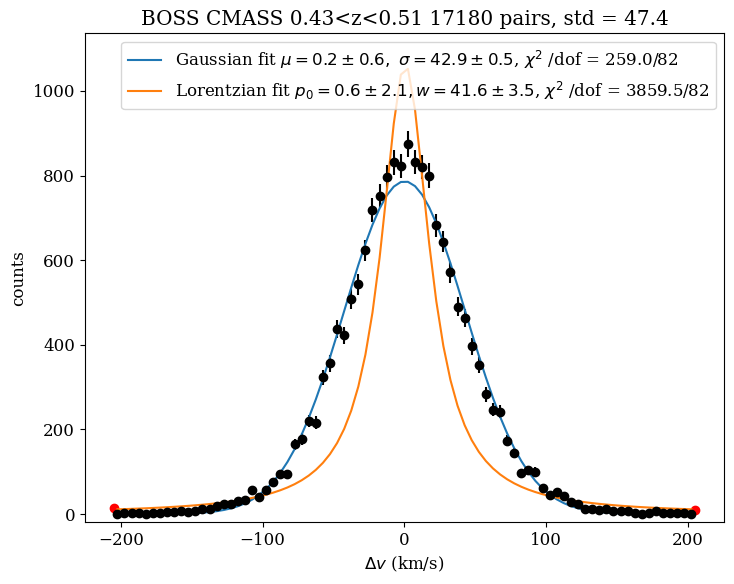 BOSS CMASS 0.43<z<0.51 17180 pairs, std = 47.4
Gaussian fit μ = 0.2 ± 0.6, σ = 42.9 ± 0.5, χ² /dof = 259.0/82
Lorentzian fit p₀ = 0.6 ± 2.1, w = 41.6 ± 3.5, χ² /dof = 3859.5/82
1000
800
600
400
200
0
counts
−200
−100
0
100
200
Δv (km/s)